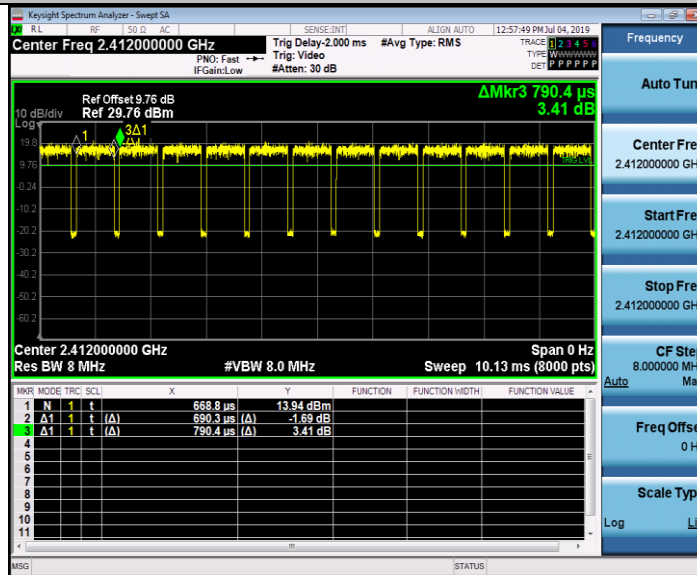 Keysight Spectrum Analyzer - Swept SA
LXI RL RF 50 Ω AC SENSE:INT ALIGN AUTO 12:57:49 PM Jul 04, 2019
Center Freq 2.412000000 GHz
PNO: Fast
IFGain:Low
Trig Delay-2.000 ms
Trig: Video
#Atten: 30 dB
#Avg Type: RMS
TRACE 1 2 3 4 5 6
TYPE WWWWWW
DET P P P P P P
Frequency
ΔMkr3 790.4 µs
3.41 dB
Ref Offset 9.76 dB
10 dB/div Ref 29.76 dBm
Log
1
3Δ1
19.8
9.76
TRIG LVL
-0.24
-10.2
-20.2
-30.2
-40.2
-50.2
-60.2
Center 2.412000000 GHz Span 0 Hz
Res BW 8 MHz #VBW 8.0 MHz Sweep 10.13 ms (8000 pts)
MKR MODE TRC SCL X Y FUNCTION FUNCTION WIDTH FUNCTION VALUE
1 N 1 t 668.8 µs 13.94 dBm
2 Δ1 1 t (Δ) 690.3 µs (Δ) -1.69 dB
3 Δ1 1 t (Δ) 790.4 µs (Δ) 3.41 dB
4
5
6
7
8
9
10
11
MSG STATUS
Auto Tun
Center Fre
2.412000000 GH
Start Fre
2.412000000 GH
Stop Fre
2.412000000 GH
CF Ste
8.000000 MH
Auto Ma
Freq Offse
0 H
Scale Typ
Log Li